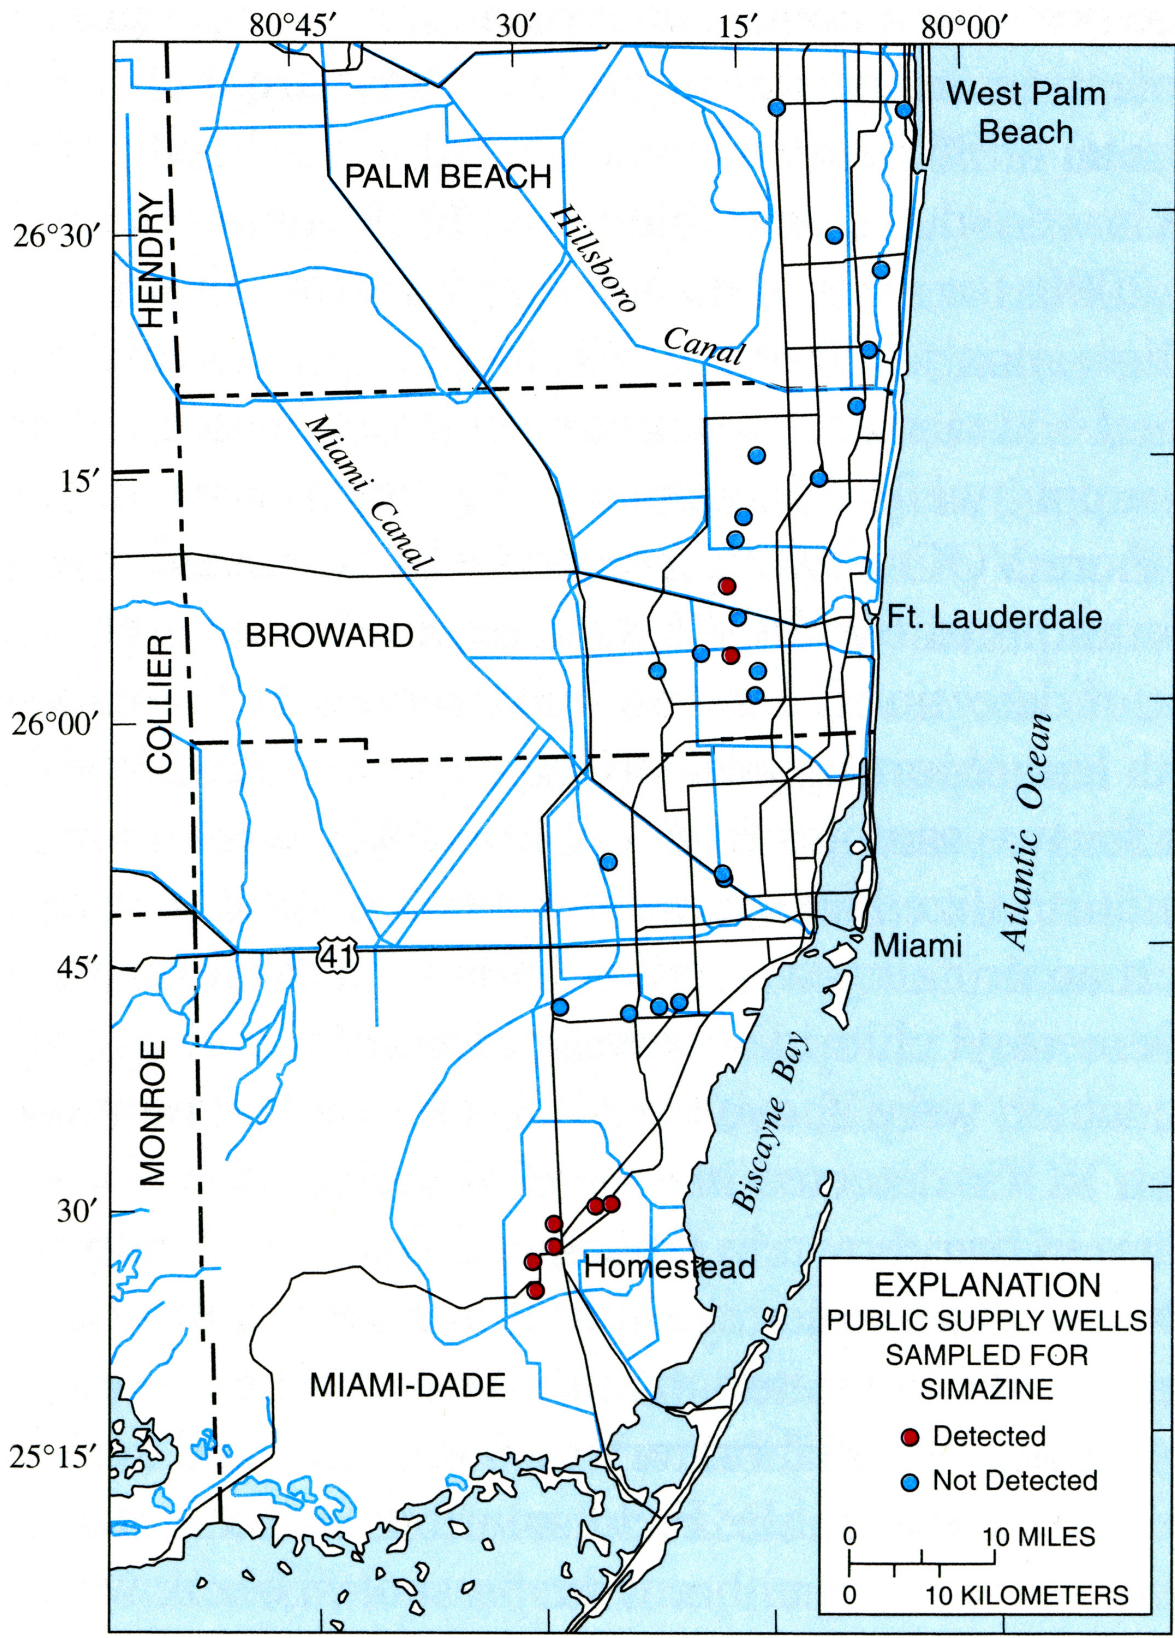 80°45′
30′
15′
80°00′
West Palm
Beach
PALM BEACH
HENDRY
26°30′
Hillsboro
Canal
Miami Canal
15′
BROWARD
Ft. Lauderdale
COLLIER
26°00′
Atlantic Ocean
Miami
41
45′
MONROE
Biscayne Bay
30′
Homestead
MIAMI-DADE
25°15′
EXPLANATION
PUBLIC SUPPLY WELLS
SAMPLED FOR
SIMAZINE
Detected
Not Detected
0 10 MILES
0 10 KILOMETERS